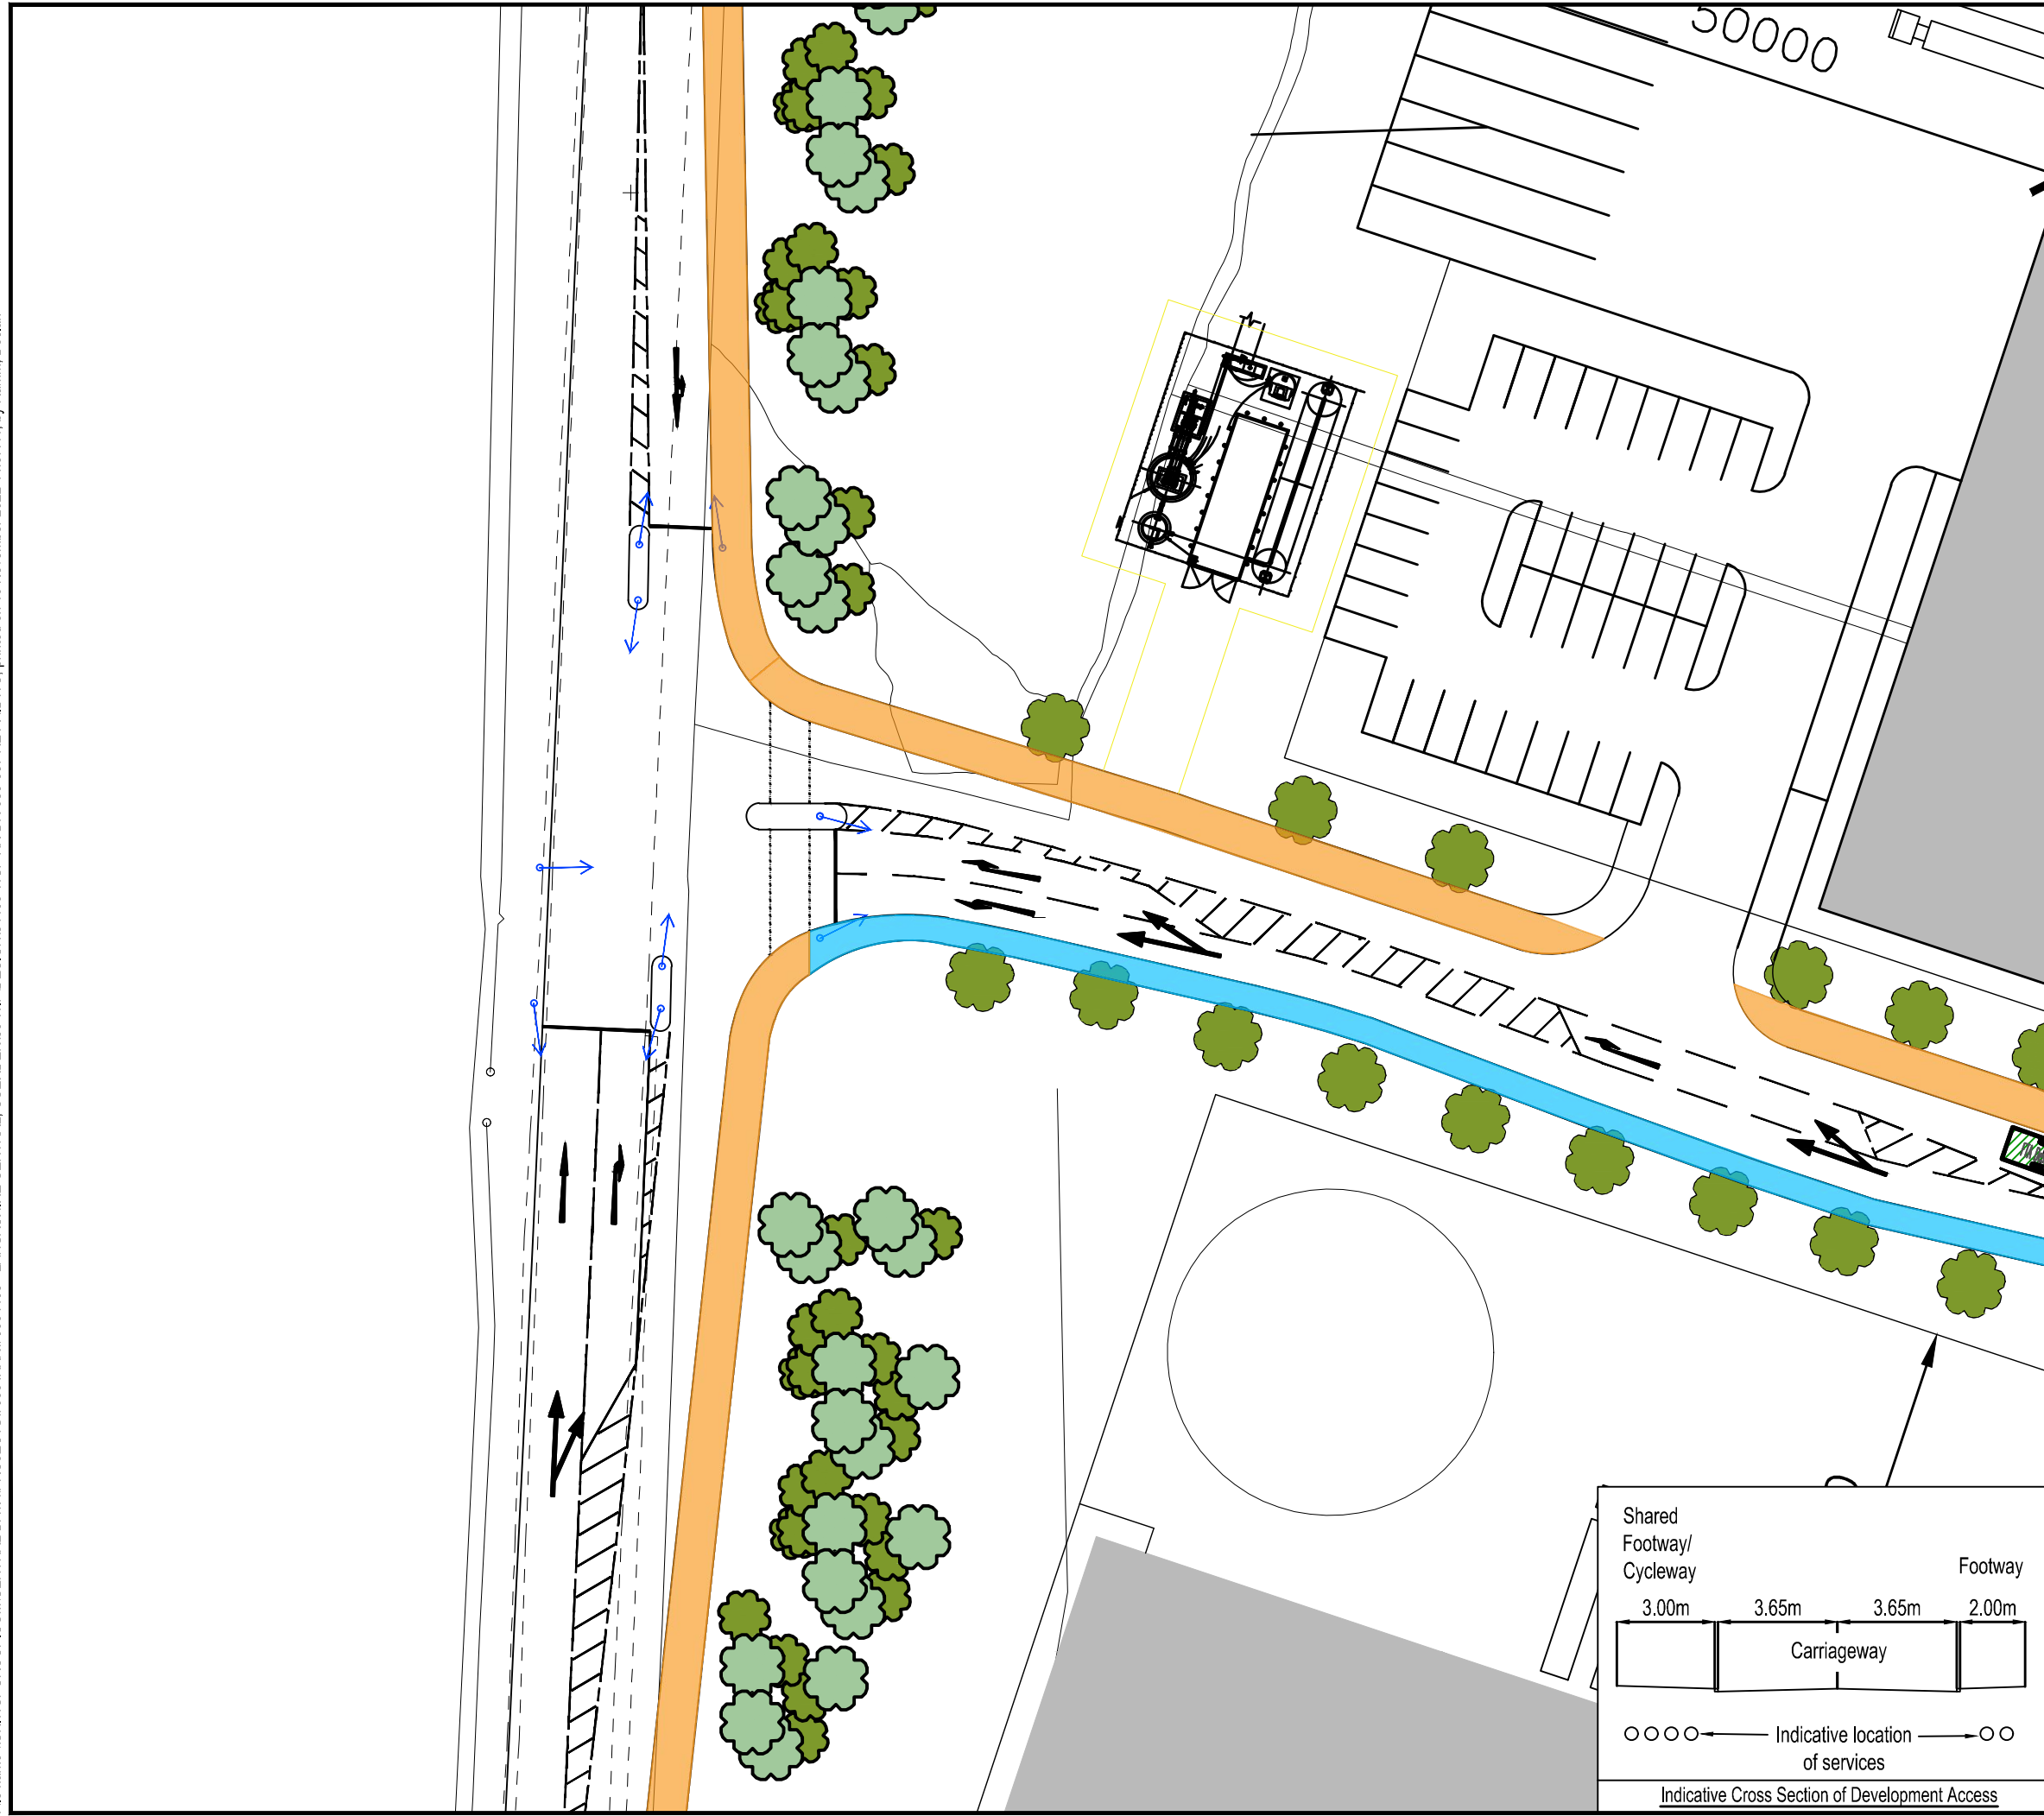 50000
Shared
Footway/
Cycleway
Footway
3.00m 3.65m 3.65m 2.00m
Carriageway
Indicative location
of services
Indicative Cross Section of Development Access